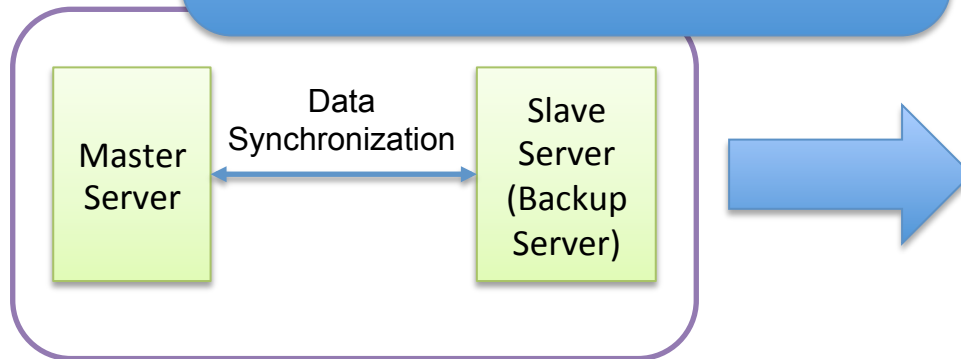 Master
Server
Data
Synchronization
Slave
Server
(Backup
Server)